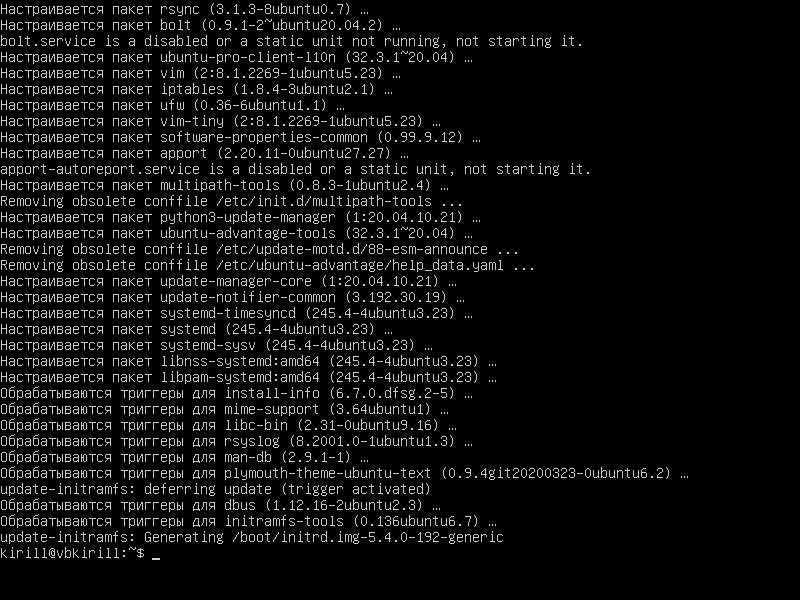 Настраивается пакет rsync (3.1.3-8ubuntu0.7) …
Настраивается пакет bolt (0.9.1-2~ubuntu20.04.2) …
bolt.service is a disabled or a static unit not running, not starting it.
Настраивается пакет ubuntu-pro-client-l10n (32.3.1~20.04) …
Настраивается пакет vim (2:8.1.2269-1ubuntu5.23) …
Настраивается пакет iptables (1.8.4-3ubuntu2.1) …
Настраивается пакет ufw (0.36-6ubuntu1.1) …
Настраивается пакет vim-tiny (2:8.1.2269-1ubuntu5.23) …
Настраивается пакет software-properties-common (0.99.9.12) …
Настраивается пакет apport (2.20.11-0ubuntu27.27) …
apport-autoreport.service is a disabled or a static unit, not starting it.
Настраивается пакет multipath-tools (0.8.3-1ubuntu2.4) …
Removing obsolete conffile /etc/init.d/multipath-tools ...
Настраивается пакет python3-update-manager (1:20.04.10.21) …
Настраивается пакет ubuntu-advantage-tools (32.3.1~20.04) …
Removing obsolete conffile /etc/update-motd.d/88-esm-announce ...
Removing obsolete conffile /etc/ubuntu-advantage/help_data.yaml ...
Настраивается пакет update-manager-core (1:20.04.10.21) …
Настраивается пакет update-notifier-common (3.192.30.19) …
Настраивается пакет systemd-timesyncd (245.4-4ubuntu3.23) …
Настраивается пакет systemd (245.4-4ubuntu3.23) …
Настраивается пакет systemd-sysv (245.4-4ubuntu3.23) …
Настраивается пакет libnss-systemd:amd64 (245.4-4ubuntu3.23) …
Настраивается пакет libpam-systemd:amd64 (245.4-4ubuntu3.23) …
Обрабатываются триггеры для install-info (6.7.0.dfsg.2-5) …
Обрабатываются триггеры для mime-support (3.64ubuntu1) …
Обрабатываются триггеры для libc-bin (2.31-0ubuntu9.16) …
Обрабатываются триггеры для rsyslog (8.2001.0-1ubuntu1.3) …
Обрабатываются триггеры для man-db (2.9.1-1) …
Обрабатываются триггеры для plymouth-theme-ubuntu-text (0.9.4git20200323-0ubuntu6.2) …
update-initramfs: deferring update (trigger activated)
Обрабатываются триггеры для dbus (1.12.16-2ubuntu2.3) …
Обрабатываются триггеры для initramfs-tools (0.136ubuntu6.7) …
update-initramfs: Generating /boot/initrd.img-5.4.0-192-generic
kirill@vbkirill:~$ _